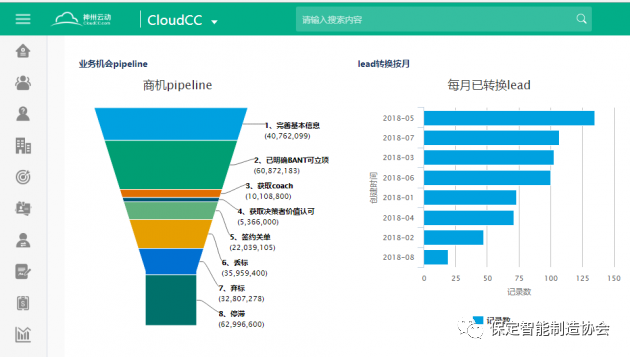 神州云动
CloudCC.com
CloudCC
请输入搜索内容
业务机会pipeline
商机pipeline
1、完善基本信息
(40,762,099)
2、已明确BANT可立项
(60,872,183)
3、获取coach
(10,108,800)
4、获取决策者价值认可
(5,366,000)
5、签约关单
(22,039,105)
6、丢标
(35,959,400)
7、弃标
(32,807,278)
8、停滞
(62,996,600)
lead转换按月
每月已转换lead
创建时间
2018-05
2018-07
2018-03
2018-06
2018-01
2018-04
2018-02
2018-08
0 25 50 75 100 125 150
记录数
记录数
保定智能制造协会